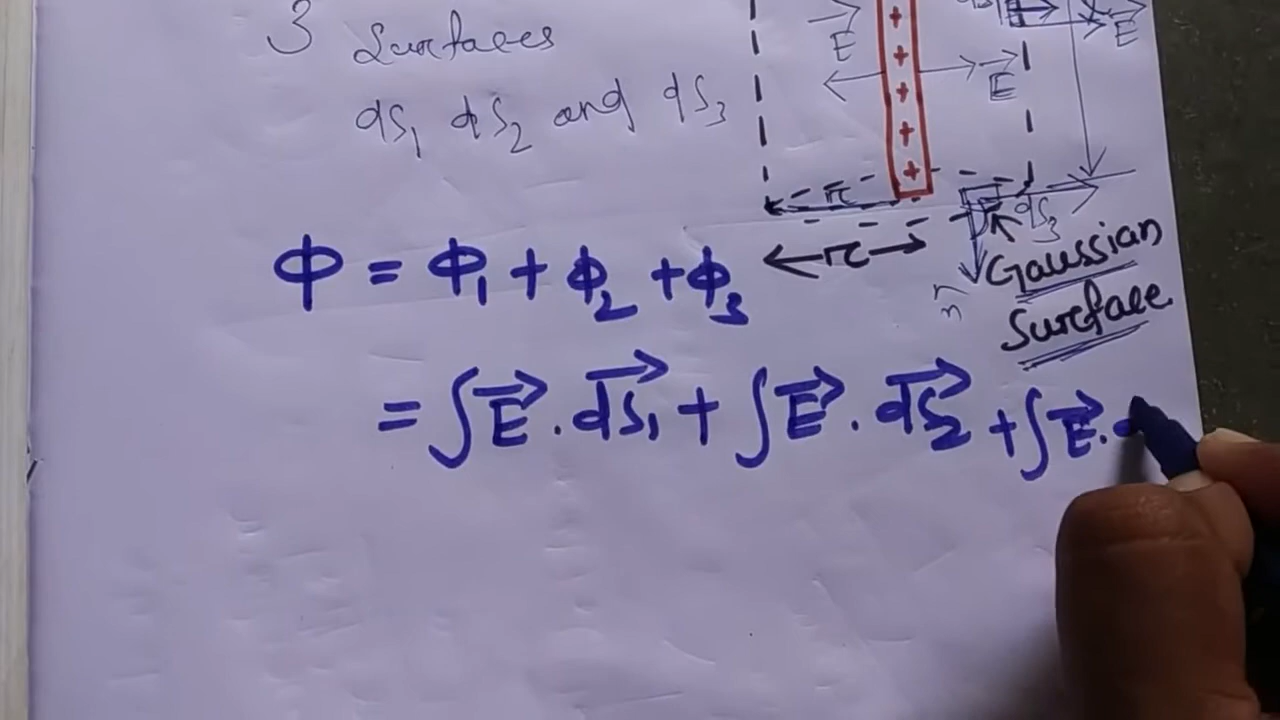 3 Surfaces
dS₁ dS₂ and dS₃
E⃗
E⃗
E⃗
+
+
+
+
+
r
dS₃
r
n̂
Gaussian
Surface
Φ = Φ₁ + Φ₂ + Φ₃
= ∫E⃗ . dS⃗₁ + ∫E⃗ . dS⃗₂ + ∫E⃗ .